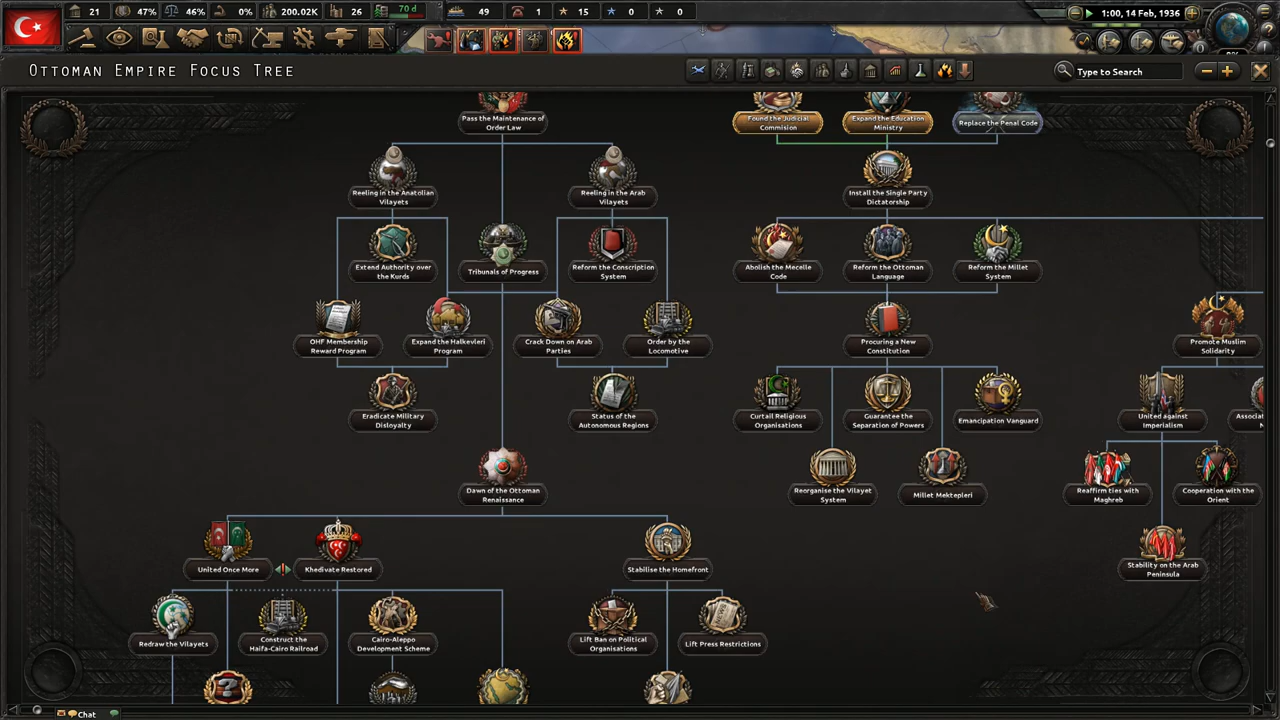 21
47%
46%
0%
200.02K
26
70 d
49
1
15
0
0
1:00, 14 Feb, 1936
Ottoman Empire Focus Tree
Type to Search
Pass the Maintenance of
Order Law
Found the Judicial
Commision
Expand the Education
Ministry
Replace the Penal Code
Reeling in the Anatolian
Vilayets
Reeling in the Arab
Vilayets
Install the Single Party
Dictatorship
Extend Authority over
the Kurds
Tribunals of Progress
Reform the Conscription
System
Abolish the Mecelle
Code
Reform the Ottoman
Language
Reform the Millet
System
OHF Membership
Reward Program
Expand the Halkevleri
Program
Crack Down on Arab
Parties
Order by the
Locomotive
Procuring a New
Constitution
Promote Muslim
Solidarity
Eradicate Military
Disloyalty
Status of the
Autonomous Regions
Curtail Religious
Organisations
Guarantee the
Separation of Powers
Emancipation Vanguard
United against
Imperialism
Associat
Dawn of the Ottoman
Renaissance
Reorganise the Vilayet
System
Millet Mektepleri
Reaffirm ties with
Maghreb
Cooperation with the
Orient
United Once More
Khedivate Restored
Stabilise the Homefront
Stability on the Arab
Peninsula
Redraw the Vilayets
Construct the
Haifa-Cairo Railroad
Cairo-Aleppo
Development Scheme
Lift Ban on Political
Organisations
Lift Press Restrictions
Chat